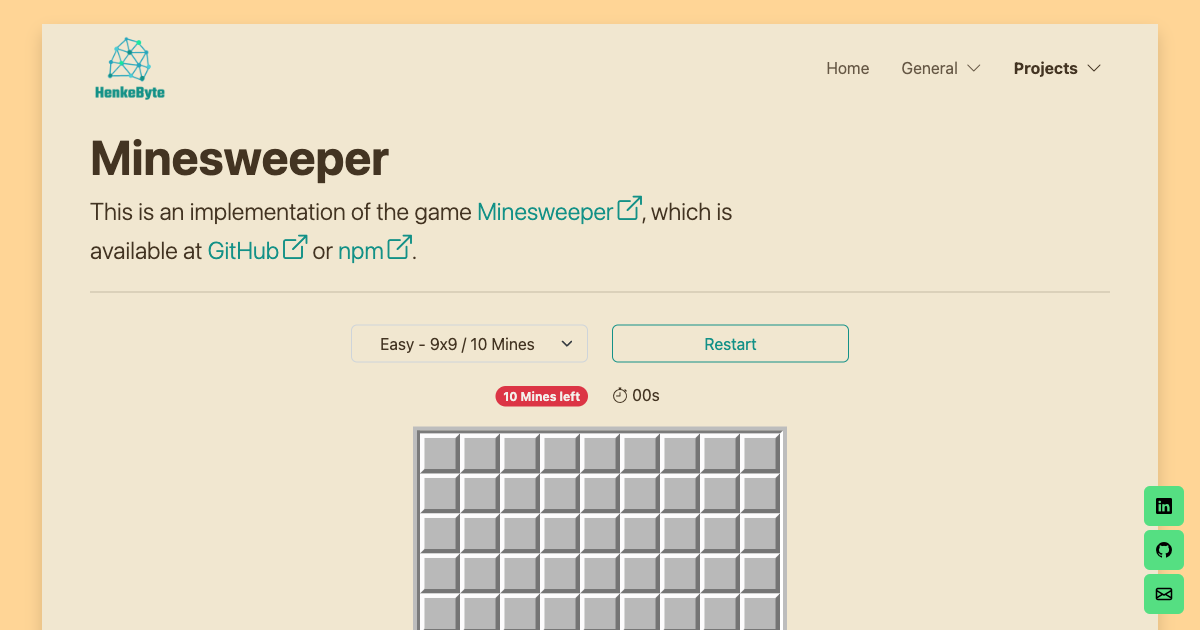 HenkeByte
Home
General
Projects
Minesweeper
This is an implementation of the game Minesweeper, which is
available at GitHub or npm.
Easy - 9x9 / 10 Mines
Restart
10 Mines left
00s
in